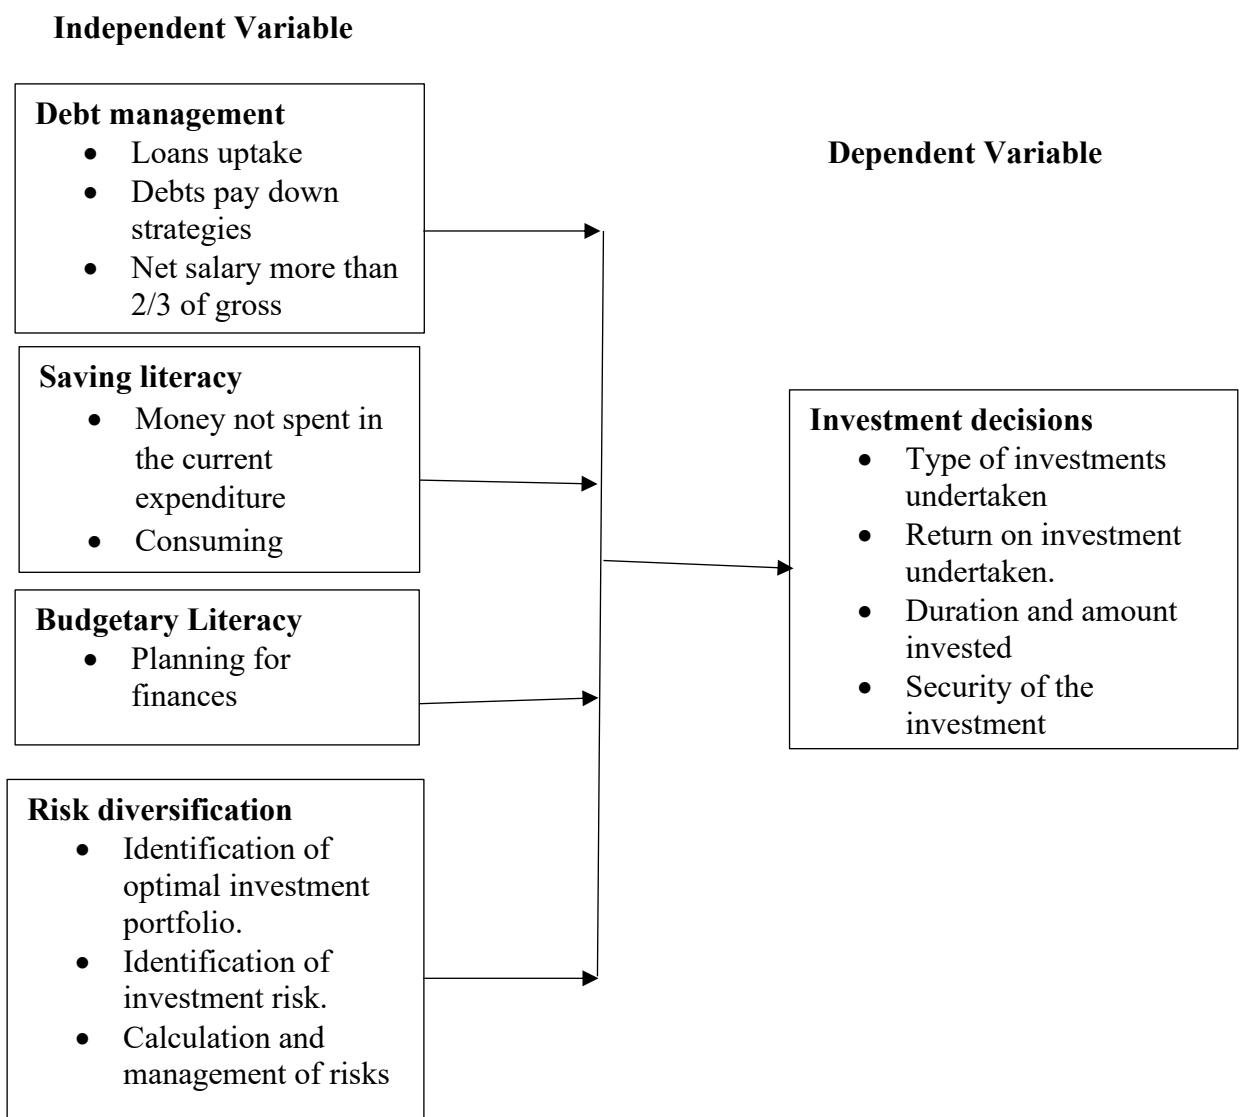 Independent Variable
Debt management
• Loans uptake
• Debts pay down
strategies
• Net salary more than
2/3 of gross
Saving literacy
• Money not spent in
the current
expenditure
• Consuming
Budgetary Literacy
• Planning for
finances
Risk diversification
• Identification of
optimal investment
portfolio.
• Identification of
investment risk.
• Calculation and
management of risks
Dependent Variable
Investment decisions
• Type of investments
undertaken
• Return on investment
undertaken.
• Duration and amount
invested
• Security of the
investment